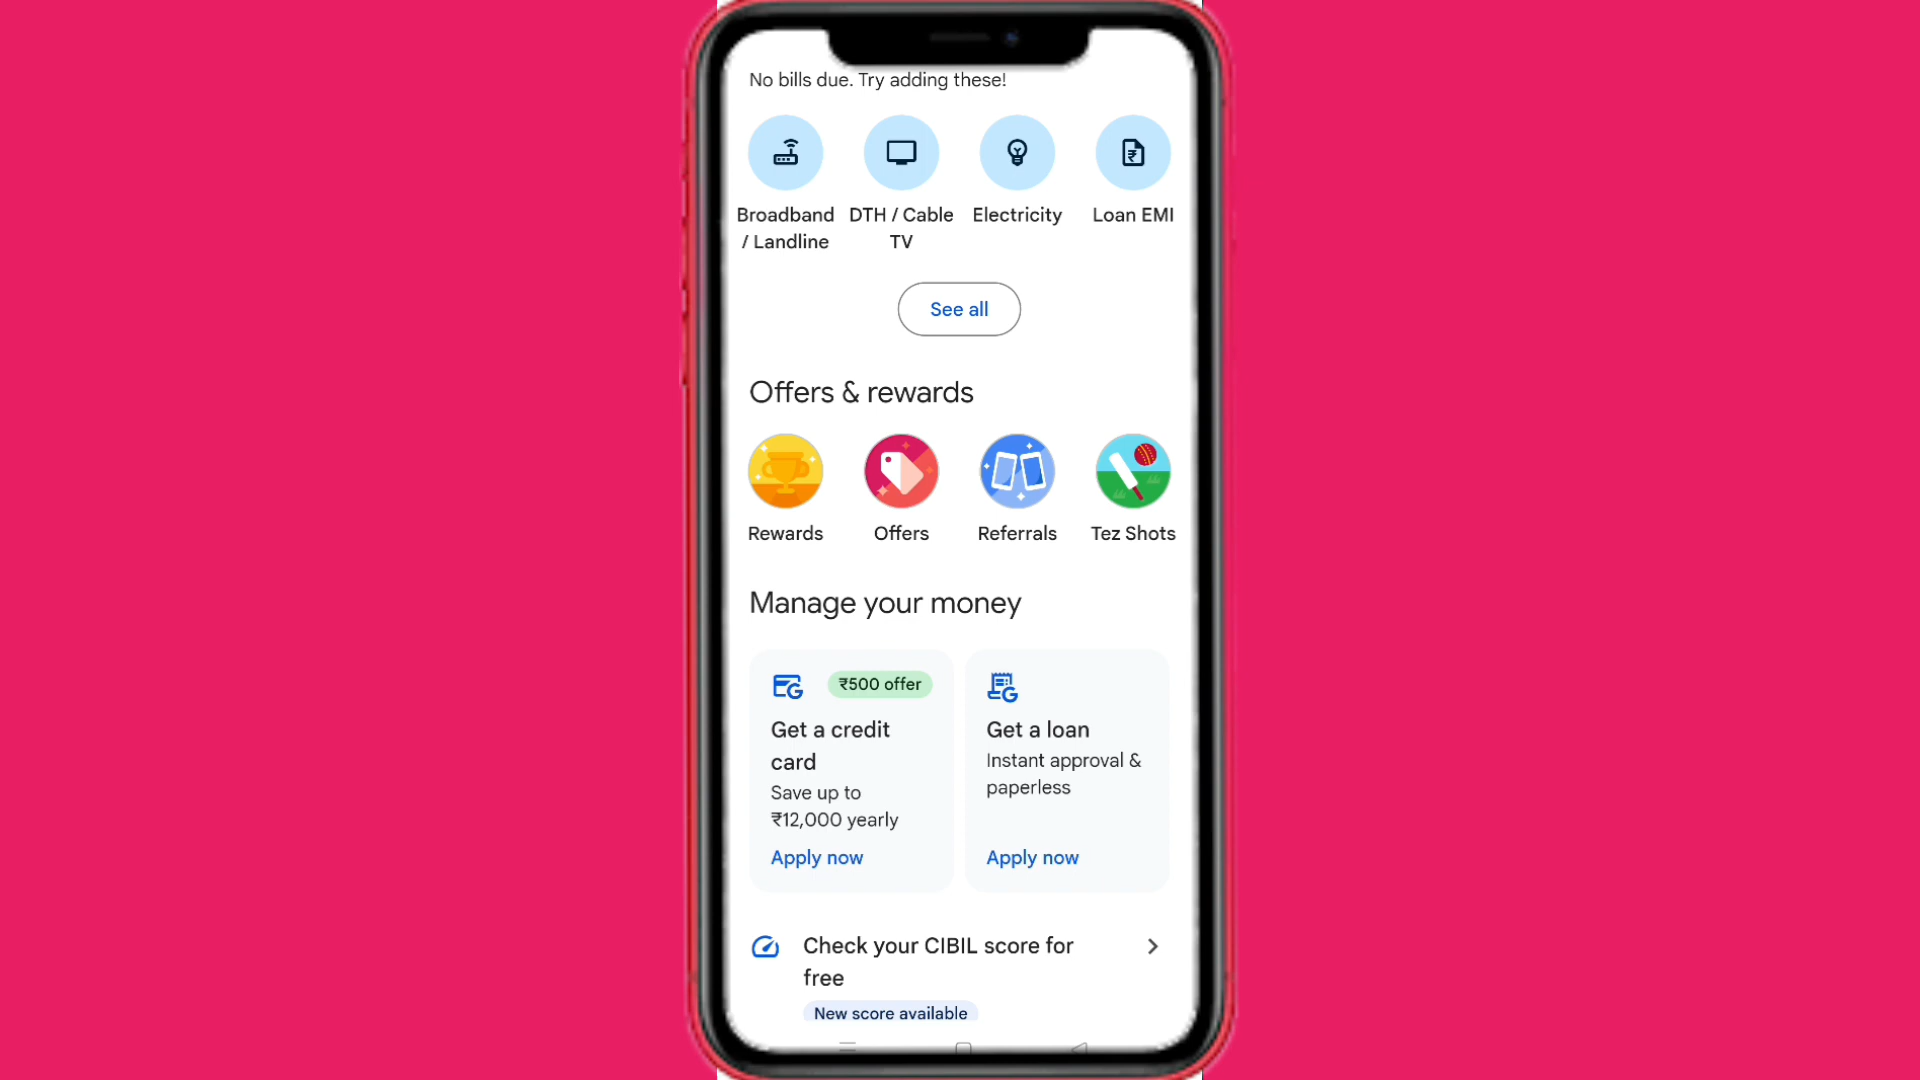 No bills due. Try adding these!
Broadband / Landline
DTH / Cable TV
Electricity
Loan EMI
See all
Offers & rewards
Rewards
Offers
Referrals
Tez Shots
Manage your money
₹500 offer
Get a credit
card
Save up to
₹12,000 yearly
Apply now
Get a loan
Instant approval &
paperless
Apply now
Check your CIBIL score for
free
New score available